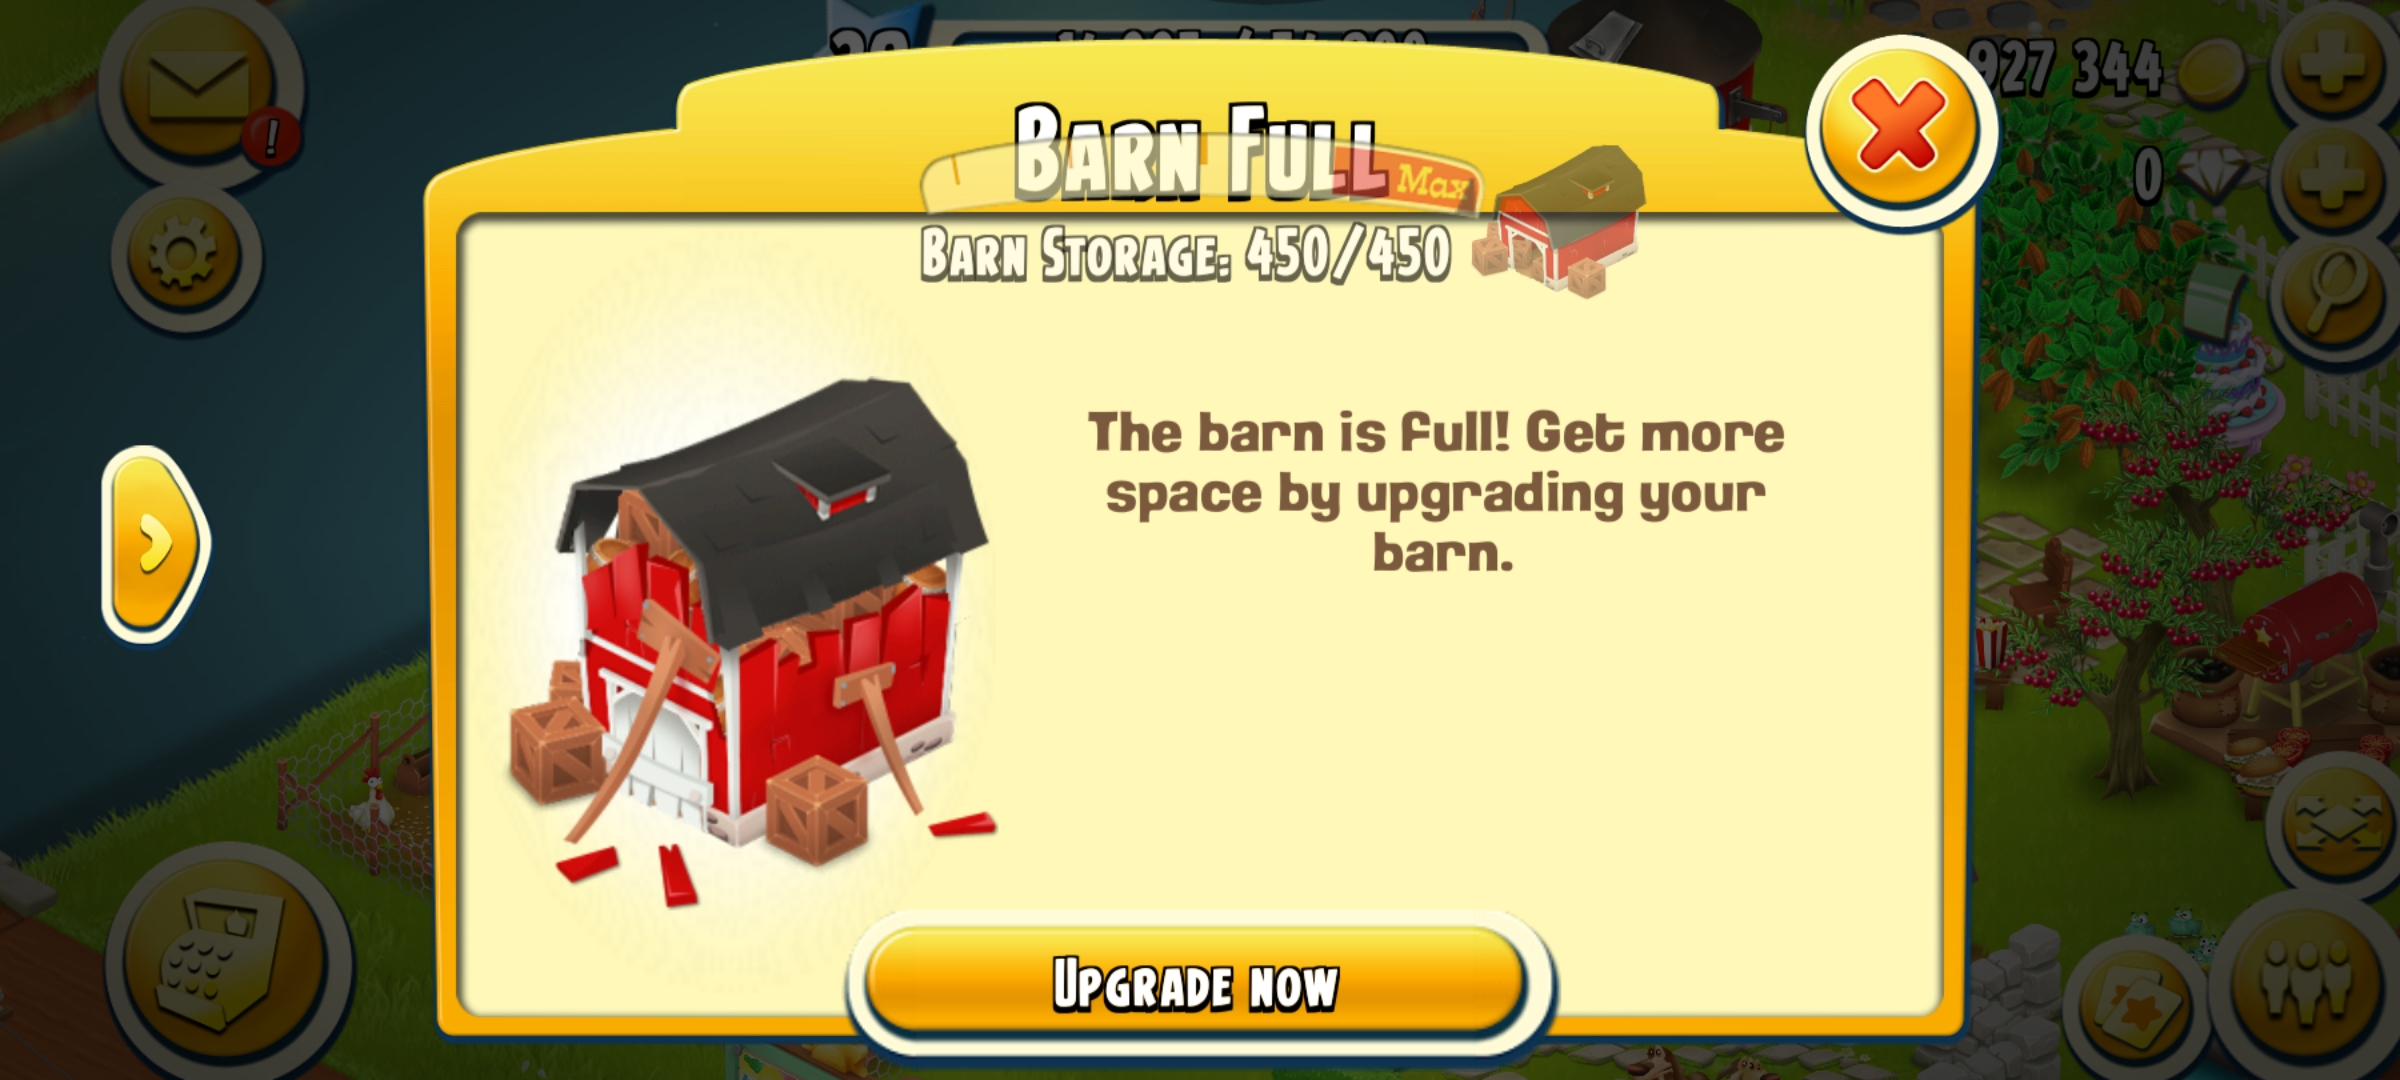 927 344
0
Barn Full
Max
Barn Storage: 450/450
The barn is full! Get more
space by upgrading your
barn.
Upgrade now